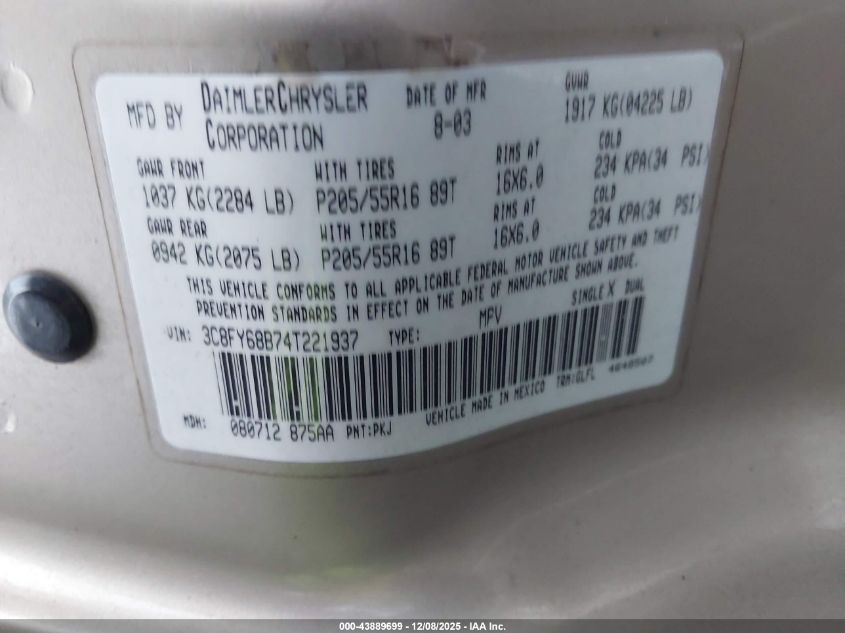 MFD BY DAIMLERCHRYSLER CORPORATION
DATE OF MFR 8-03
GVWR 1917 KG(04225 LB)
GAWR FRONT WITH TIRES RIMS AT COLD
1037 KG(2284 LB) P205/55R16 89T 16X6.0 234 KPA(34 PSI)
GAWR REAR WITH TIRES RIMS AT COLD
0942 KG(2075 LB) P205/55R16 89T 16X6.0 234 KPA(34 PSI)
THIS VEHICLE CONFORMS TO ALL APPLICABLE FEDERAL MOTOR VEHICLE SAFETY AND THEFT
PREVENTION STANDARDS IN EFFECT ON THE DATE OF MANUFACTURE SHOWN ABOVE.
VIN: 3C8FY68B74T221937 TYPE: MPV SINGLE X DUAL
MDH: 080712 875AA PNT:PKJ VEHICLE MADE IN MEXICO TRM:GLFL
000-43889699 - 12/08/2025 - IAA Inc.